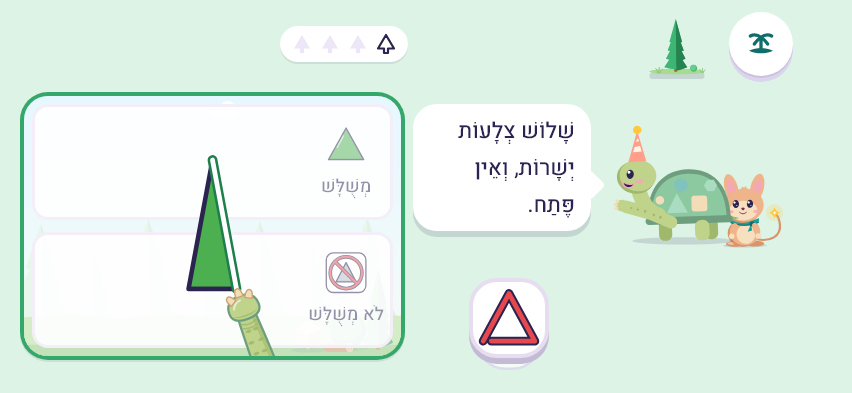 שָׁלוֹשׁ צְלָעוֹת
יְשָׁרוֹת, וְאֵין
פֶּתַח.
מְשֻׁלָּשׁ
לֹא מְשֻׁלָּשׁ